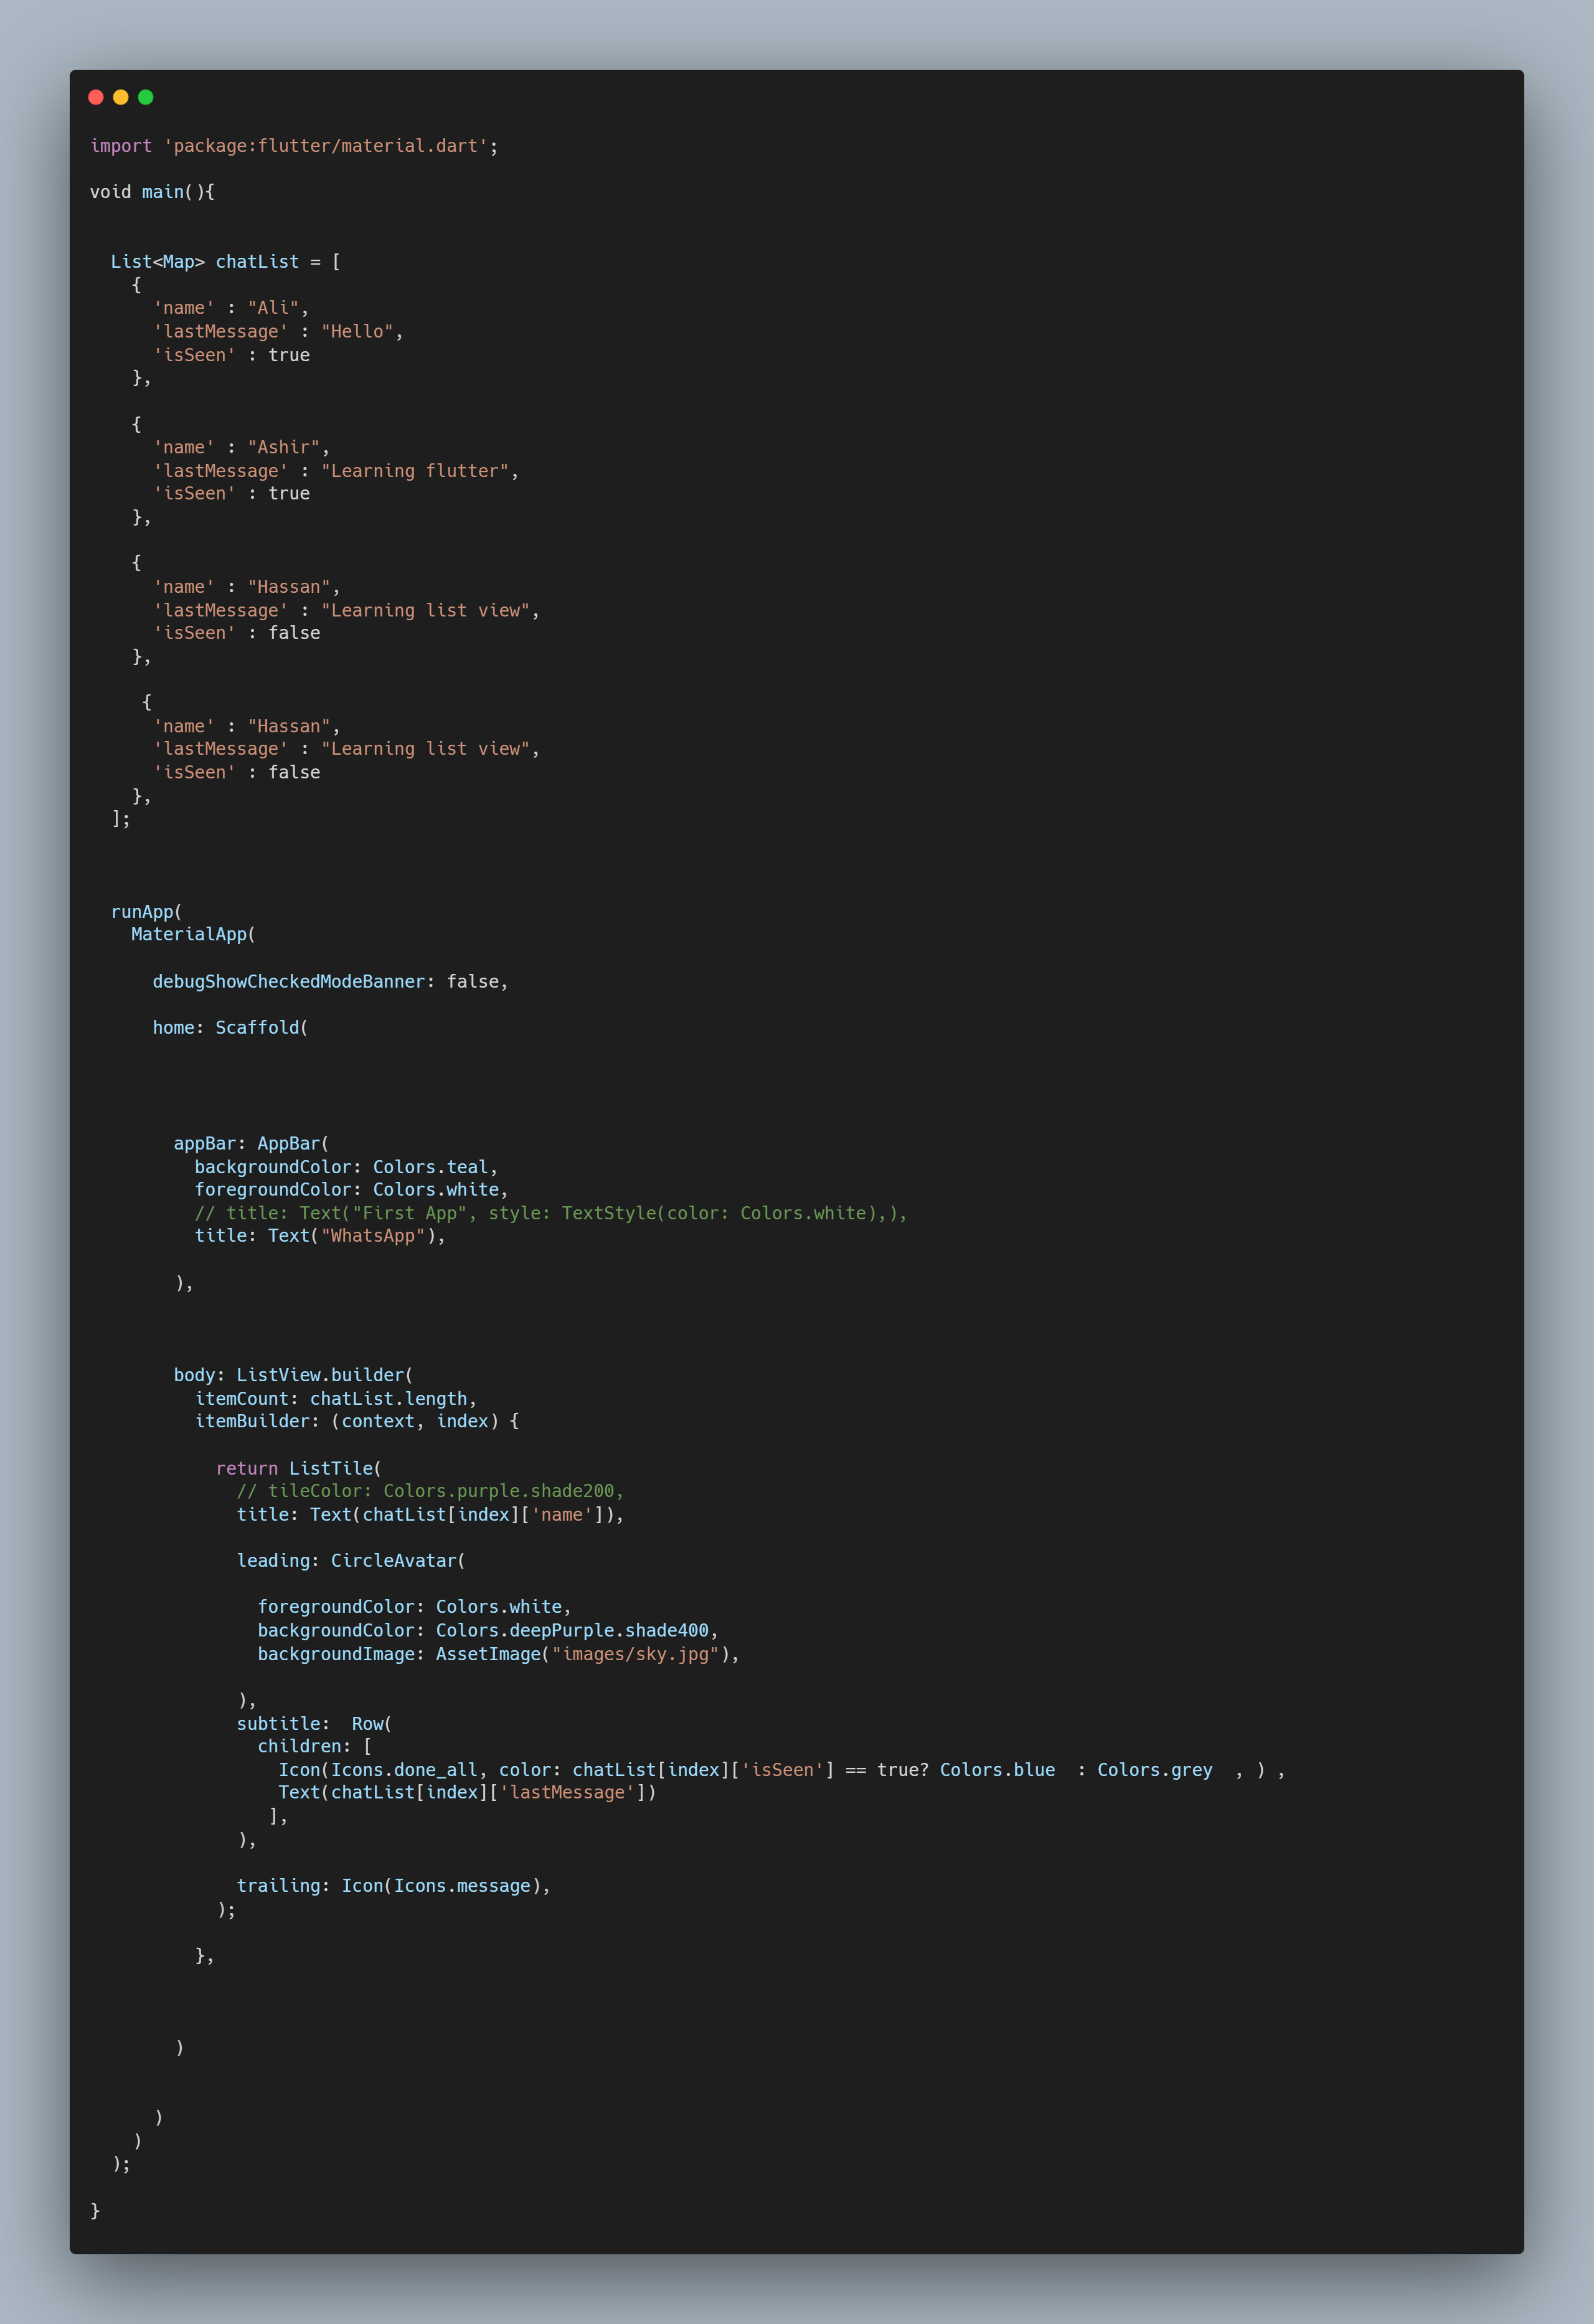 import 'package:flutter/material.dart';
void main(){
  List<Map> chatList = [
    {
      'name' : "Ali",
      'lastMessage' : "Hello",
      'isSeen' : true
    },
    {
      'name' : "Ashir",
      'lastMessage' : "Learning flutter",
      'isSeen' : true
    },
    {
      'name' : "Hassan",
      'lastMessage' : "Learning list view",
      'isSeen' : false
    },
     {
      'name' : "Hassan",
      'lastMessage' : "Learning list view",
      'isSeen' : false
    },
  ];
  runApp(
    MaterialApp(
      debugShowCheckedModeBanner: false,
      home: Scaffold(
        appBar: AppBar(
          backgroundColor: Colors.teal,
          foregroundColor: Colors.white,
          // title: Text("First App", style: TextStyle(color: Colors.white),),
          title: Text("WhatsApp"),
        ),
        body: ListView.builder(
          itemCount: chatList.length,
          itemBuilder: (context, index) {
            return ListTile(
              // tileColor: Colors.purple.shade200,
              title: Text(chatList[index]['name']),
              leading: CircleAvatar(
                foregroundColor: Colors.white,
                backgroundColor: Colors.deepPurple.shade400,
                backgroundImage: AssetImage("images/sky.jpg"),
              ),
              subtitle:  Row(
                children: [
                  Icon(Icons.done_all, color: chatList[index]['isSeen'] == true? Colors.blue  : Colors.grey  , ) ,
                  Text(chatList[index]['lastMessage'])
                 ],
              ),
              trailing: Icon(Icons.message),
            );
          },
        )
      )
    )
  );
}